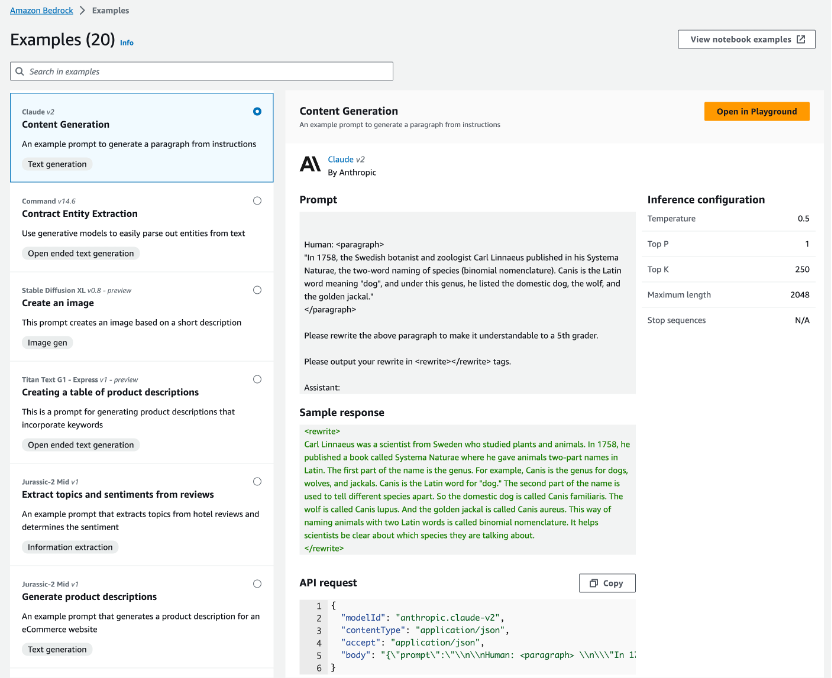 Amazon Bedrock > Examples
Examples (20) Info
View notebook examples
Search in examples
Claude v2
Content Generation
An example prompt to generate a paragraph from instructions
Text generation
Command v14.6
Contract Entity Extraction
Use generative models to easily parse out entities from text
Open ended text generation
Stable Diffusion XL v0.8 - preview
Create an image
This prompt creates an image based on a short description
Image gen
Titan Text G1 - Express v1 - preview
Creating a table of product descriptions
This is a prompt for generating product descriptions that
incorporate keywords
Open ended text generation
Jurassic-2 Mid v1
Extract topics and sentiments from reviews
An example prompt that extracts topics from hotel reviews and
determines the sentiment
Information extraction
Jurassic-2 Mid v1
Generate product descriptions
An example prompt that generates a product description for an
eCommerce website
Text generation
Content Generation
An example prompt to generate a paragraph from instructions
Open in Playground
Claude v2
By Anthropic
Prompt
Human: <paragraph>
"In 1758, the Swedish botanist and zoologist Carl Linnaeus published in his Systema
Naturae, the two-word naming of species (binomial nomenclature). Canis is the Latin
word meaning "dog", and under this genus, he listed the domestic dog, the wolf, and
the golden jackal."
</paragraph>
Please rewrite the above paragraph to make it understandable to a 5th grader.
Please output your rewrite in <rewrite></rewrite> tags.
Assistant:
Inference configuration
Temperature 0.5
Top P 1
Top K 250
Maximum length 2048
Stop sequences N/A
Sample response
<rewrite>
Carl Linnaeus was a scientist from Sweden who studied plants and animals. In 1758, he
published a book called Systema Naturae where he gave animals two-part names in
Latin. The first part of the name is the genus. For example, Canis is the genus for dogs,
wolves, and jackals. Canis is the Latin word for "dog." The second part of the name is
used to tell different species apart. So the domestic dog is called Canis familiaris. The
wolf is called Canis lupus. And the golden jackal is called Canis aureus. This way of
naming animals with two Latin words is called binomial nomenclature. It helps
scientists be clear about which species they are talking about.
</rewrite>
API request
Copy
1 {
2 "modelId": "anthropic.claude-v2",
3 "contentType": "application/json",
4 "accept": "application/json",
5 "body": "{\"prompt\":\"\\n\\nHuman: <paragraph> \\n\\\"In 17
6 }